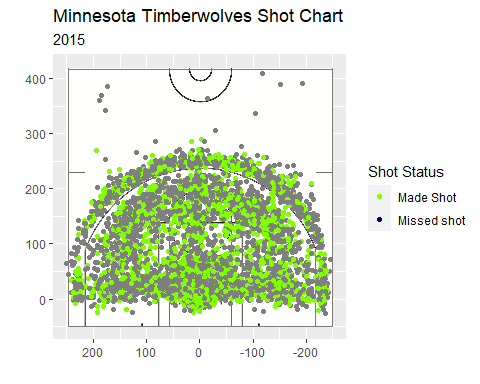 Minnesota Timberwolves Shot Chart
2015
400
300
200
100
0
200 100 0 -100 -200
Shot Status
Made Shot
Missed shot